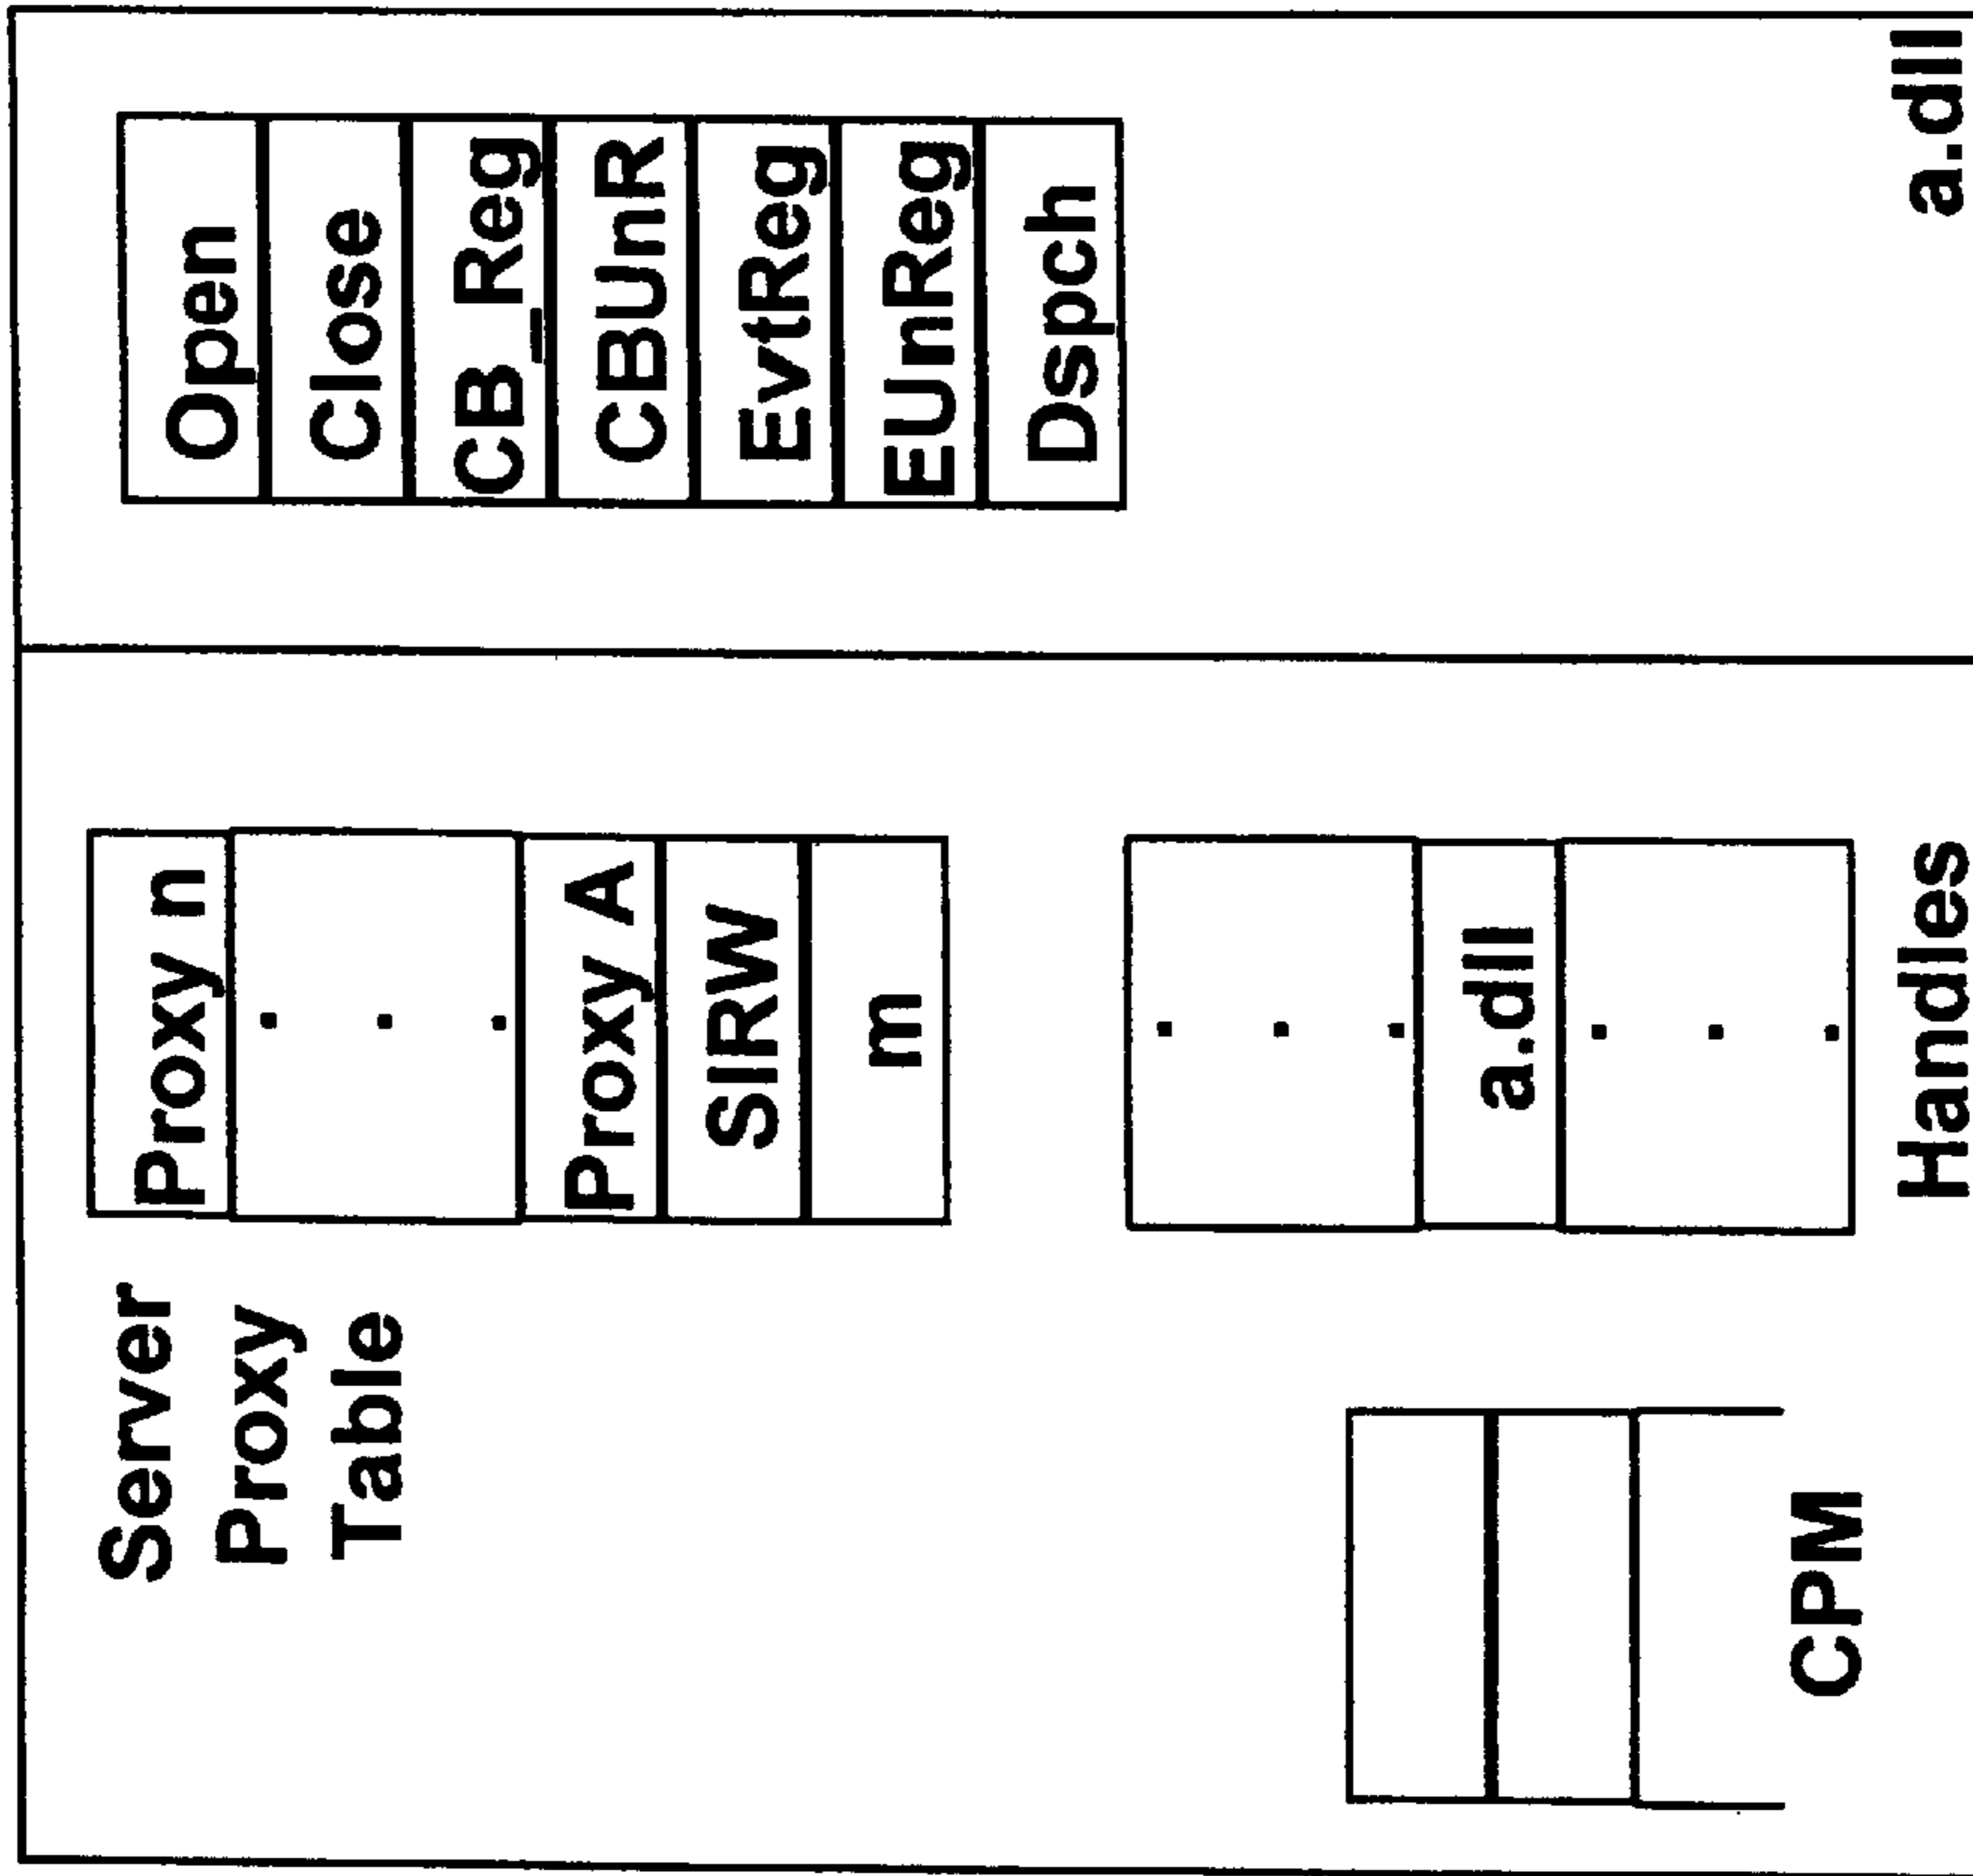 Server
Proxy
Table
CPM
Proxy n
Proxy A
SIRW
m
a.dll
Handles
Open
Close
CB_Reg
CBUnR
EvtReg
EUnReg
Dspch
a.dll